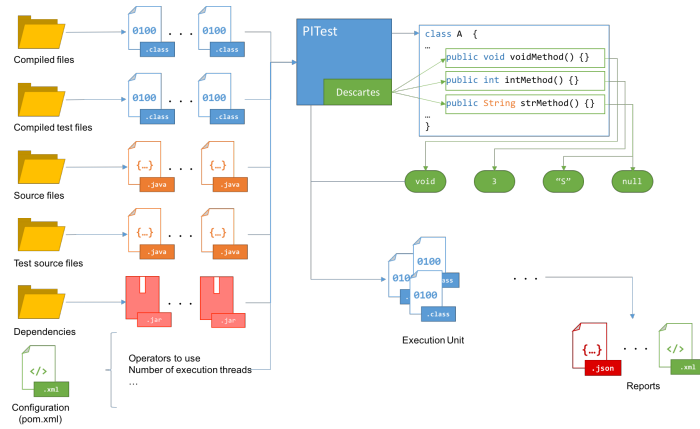 0100
.class
. . .
0100
.class
Compiled files
0100
.class
. . .
0100
.class
Compiled test files
{…}
.java
. . .
{…}
.java
Source files
{…}
.java
. . .
{…}
.java
Test source files
.jar
. . .
.jar
Dependencies
</>
.xml
Configuration
(pom.xml)
Operators to use
Number of execution threads
…
PITest
Descartes
class A {
…
public void voidMethod() {}
public int intMethod() {}
public String strMethod() {}
…
}
void
3
"S"
null
0100
010
ass
0100
.class
Execution Unit
. . .
{…}
.json
. . .
</>
.xml
Reports